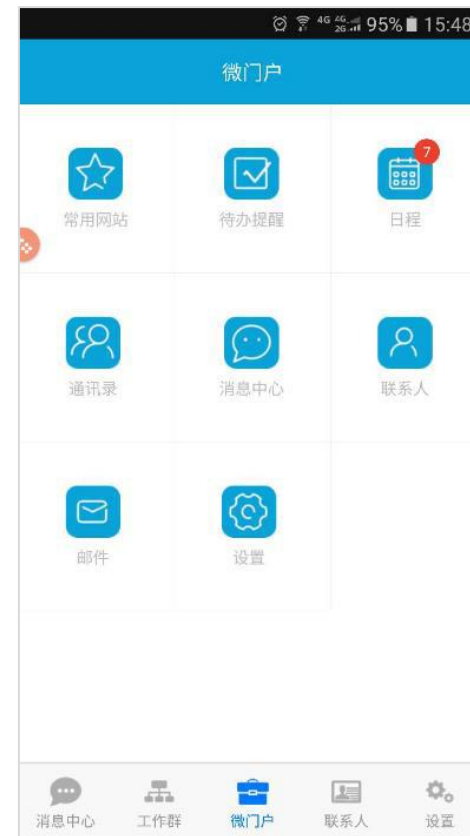 4G 4G 2G 95% 15:48
微门户
常用网站 待办提醒 7 日程
通讯录 消息中心 联系人
邮件 设置
消息中心 工作群 微门户 联系人 设置